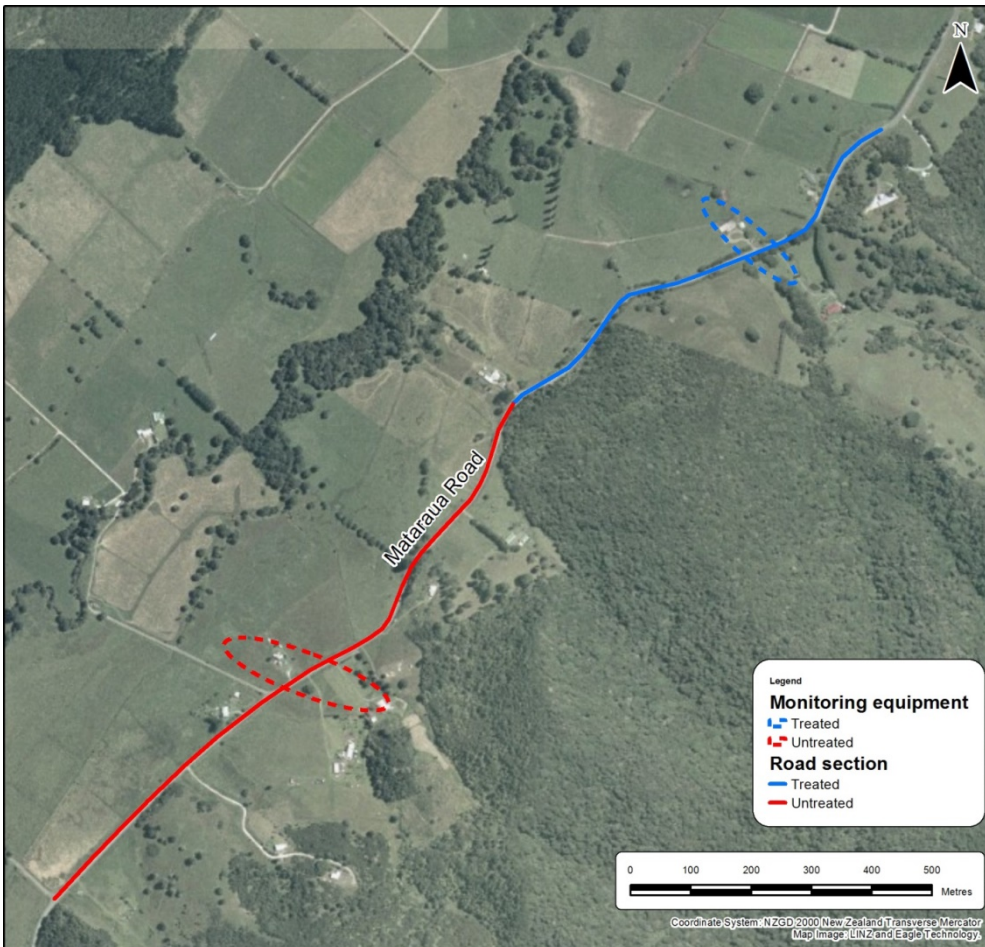 N
Mataraua Road
Legend
Monitoring equipment
Treated
Untreated
Road section
Treated
Untreated
0 100 200 300 400 500
Metres
Coordinate System: NZGD 2000 New Zealand Transverse Mercator
Map Image: LINZ and Eagle Technology.